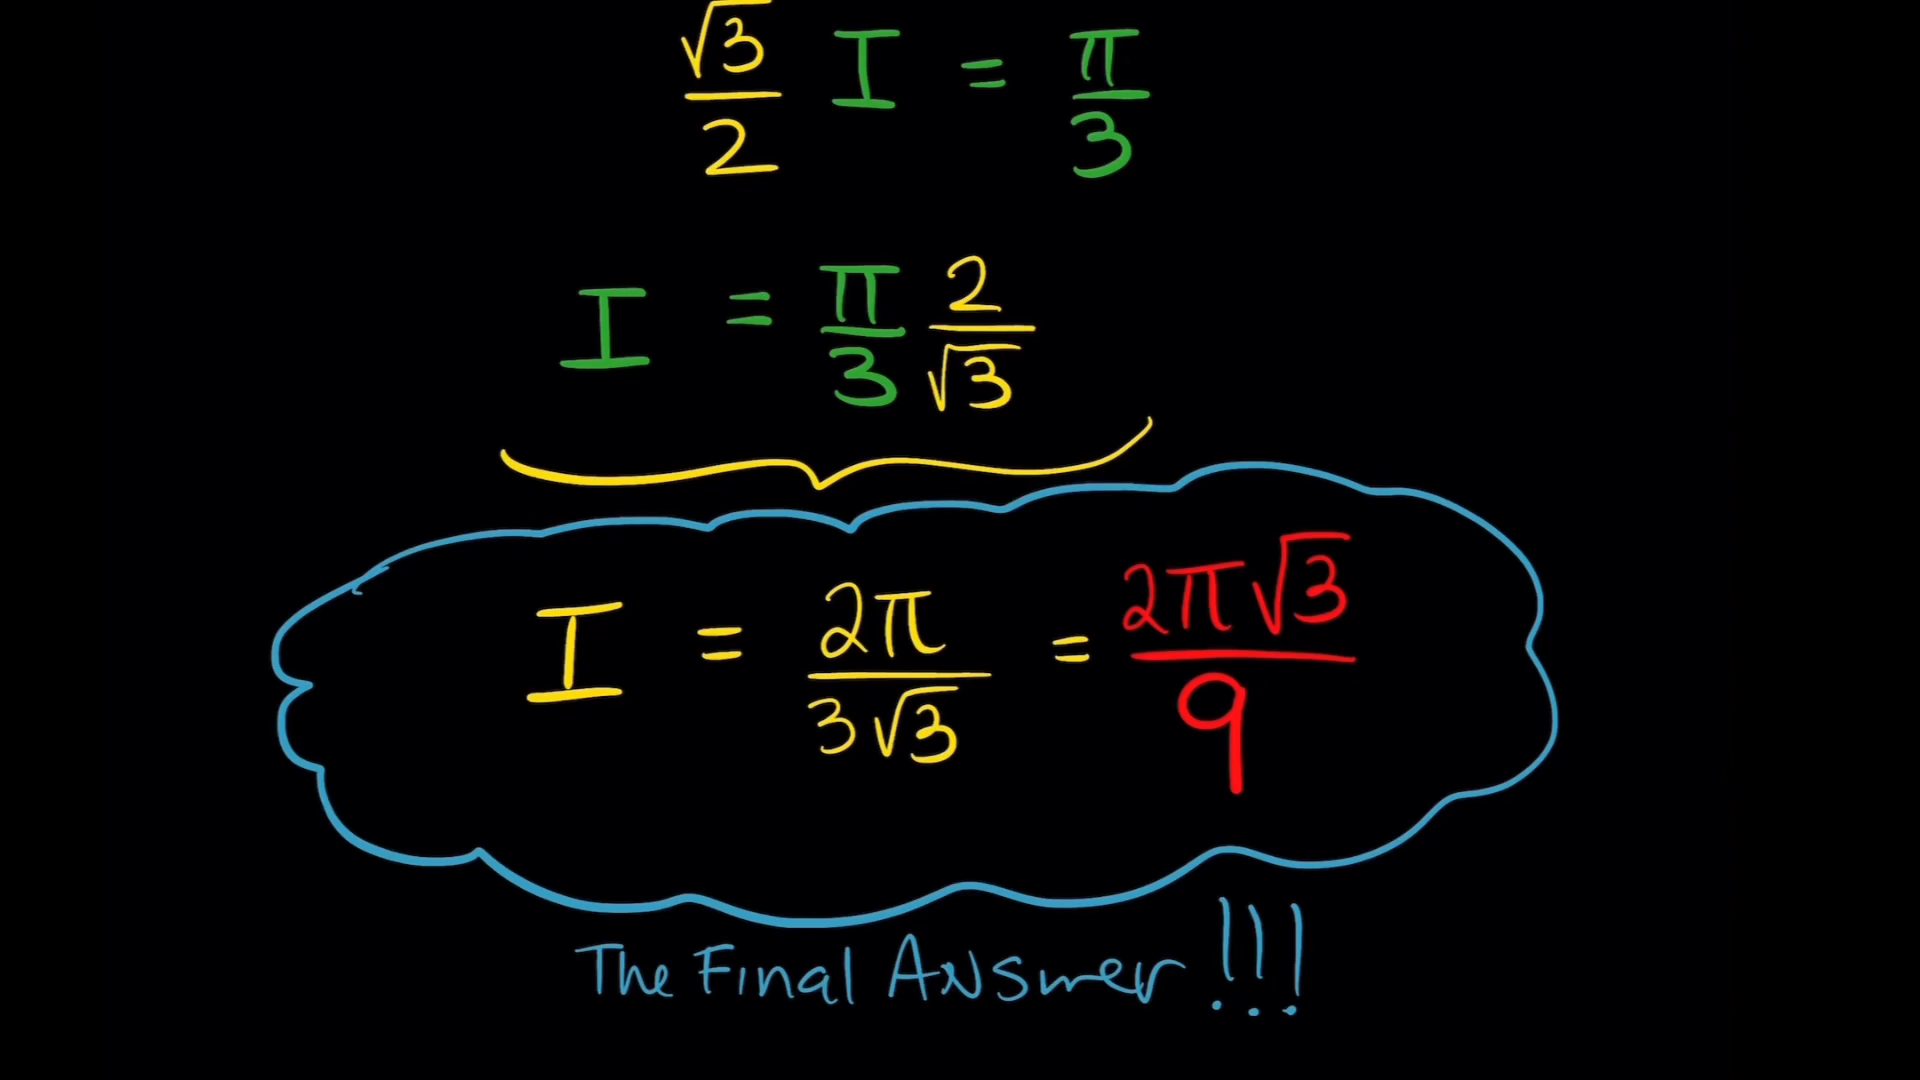 √3/2 I = π/3
I = π/3 2/√3
I = 2π/3√3 = 2π√3/9
The Final Answer!!!